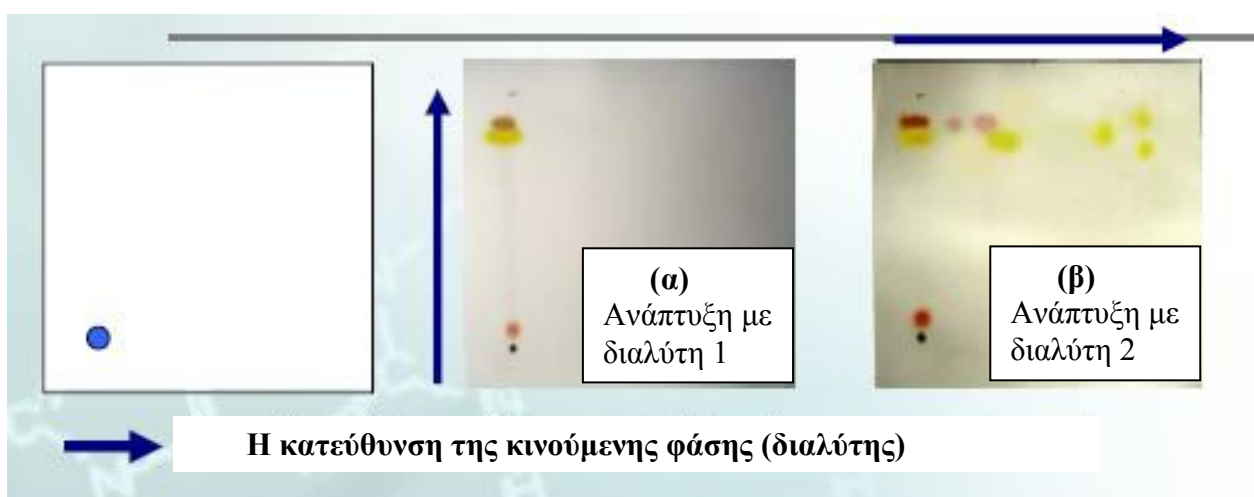 (α)
Ανάπτυξη με
διαλύτη 1
(β)
Ανάπτυξη με
διαλύτη 2
Η κατεύθυνση της κινούμενης φάσης (διαλύτης)